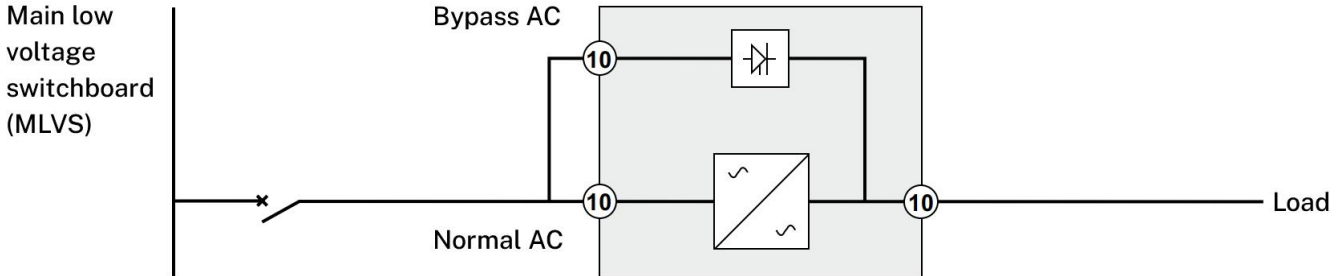 Main low
voltage
switchboard
(MLVS)
Bypass AC
10
10
Normal AC
10
Load